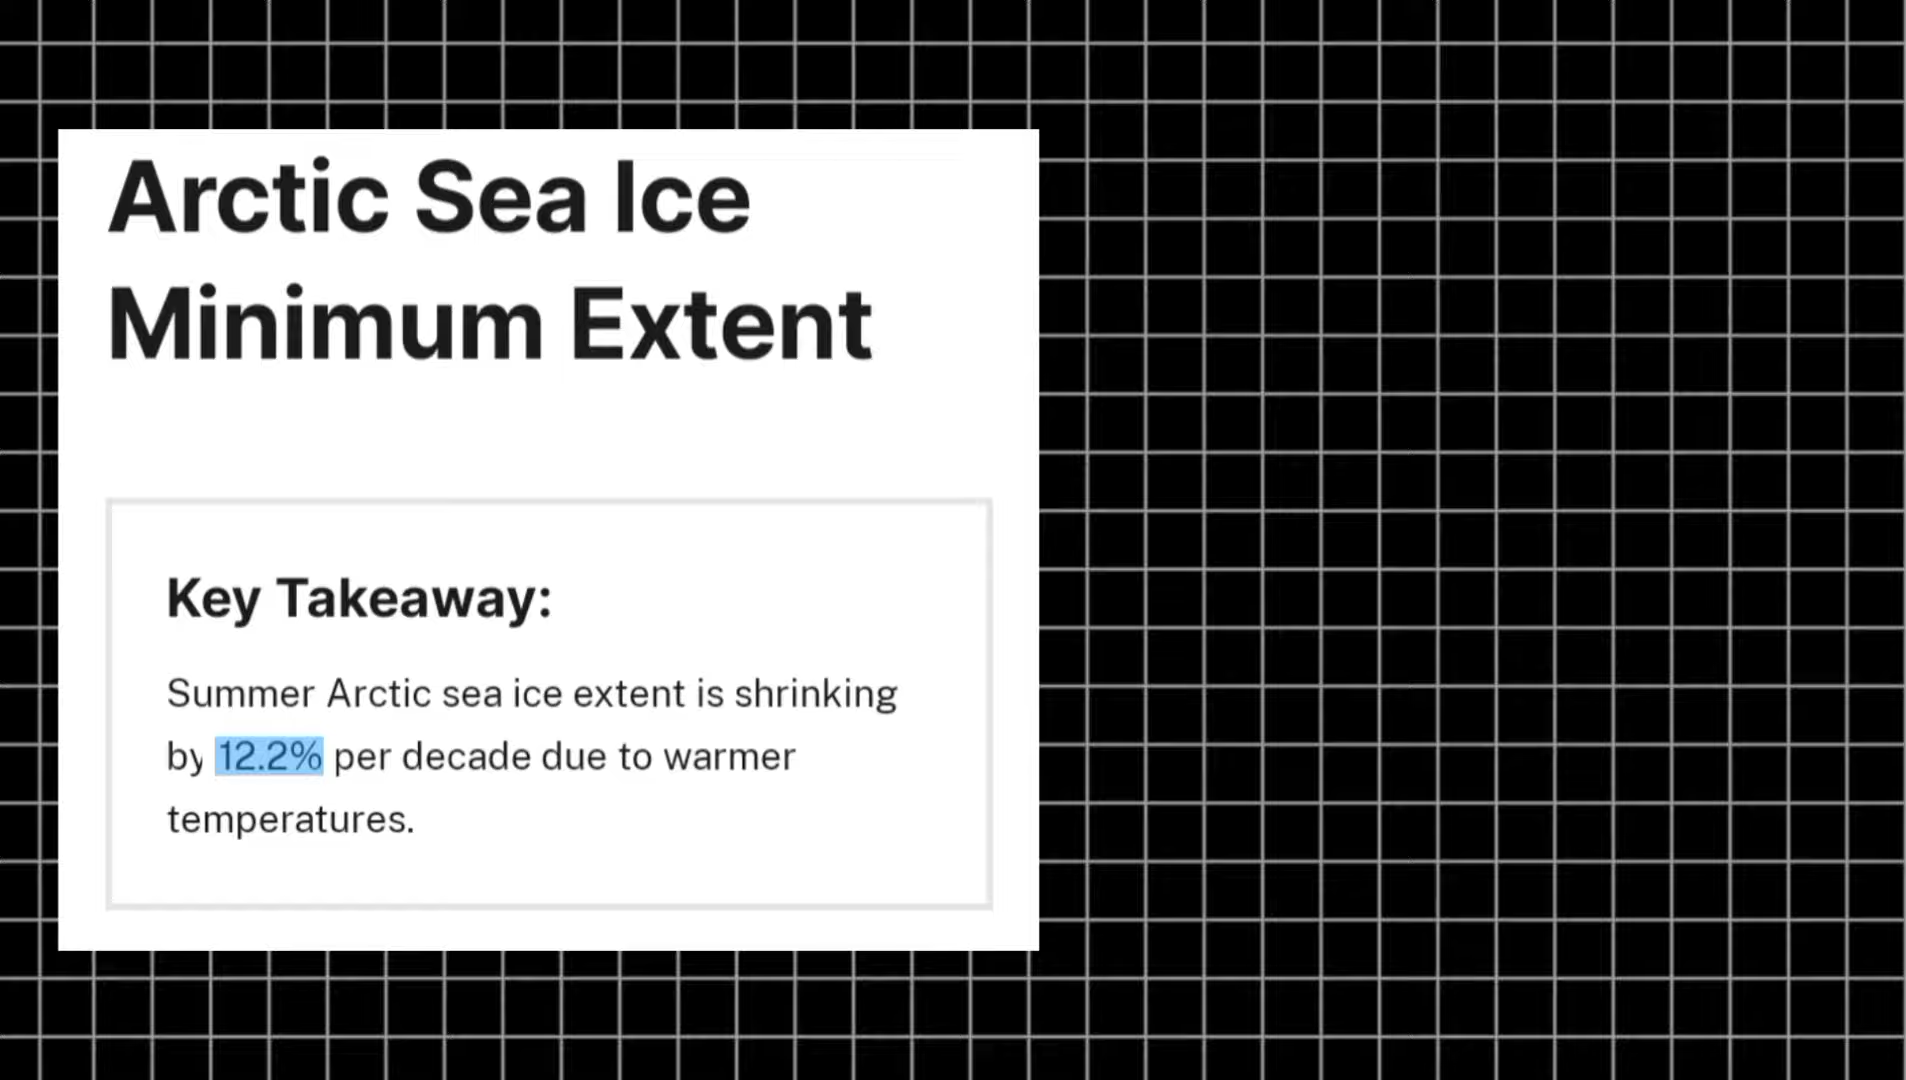 Arctic Sea Ice
Minimum Extent
Key Takeaway:
Summer Arctic sea ice extent is shrinking
by 12.2% per decade due to warmer
temperatures.